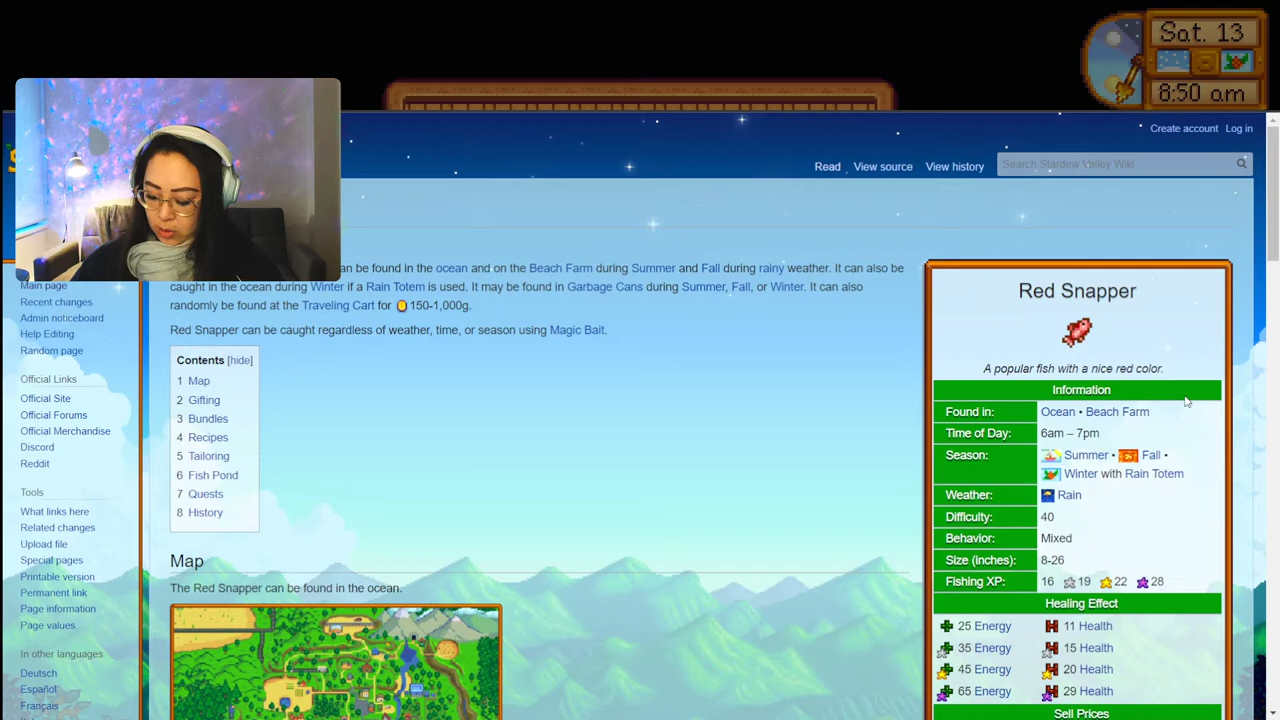 Sat. 13
8:50 am
Create account Log in
Read View source View history Search Stardew Valley Wiki
an be found in the ocean and on the Beach Farm during Summer and Fall during rainy weather. It can also be
caught in the ocean during Winter if a Rain Totem is used. It may be found in Garbage Cans during Summer, Fall, or Winter. It can also
randomly be found at the Traveling Cart for 150-1,000g.
Red Snapper can be caught regardless of weather, time, or season using Magic Bait.
Main page
Recent changes
Admin noticeboard
Help Editing
Random page
Official Links
Official Site
Official Forums
Official Merchandise
Discord
Reddit
Tools
What links here
Related changes
Upload file
Special pages
Printable version
Permanent link
Page information
Page values
In other languages
Deutsch
Español
Français
Contents [hide]
1 Map
2 Gifting
3 Bundles
4 Recipes
5 Tailoring
6 Fish Pond
7 Quests
8 History
Map
The Red Snapper can be found in the ocean.
Red Snapper
A popular fish with a nice red color.
Information
Found in: Ocean • Beach Farm
Time of Day: 6am – 7pm
Season: Summer • Fall •
Winter with Rain Totem
Weather: Rain
Difficulty: 40
Behavior: Mixed
Size (inches): 8-26
Fishing XP: 16 19 22 28
Healing Effect
25 Energy 11 Health
35 Energy 15 Health
45 Energy 20 Health
65 Energy 29 Health
Sell Prices